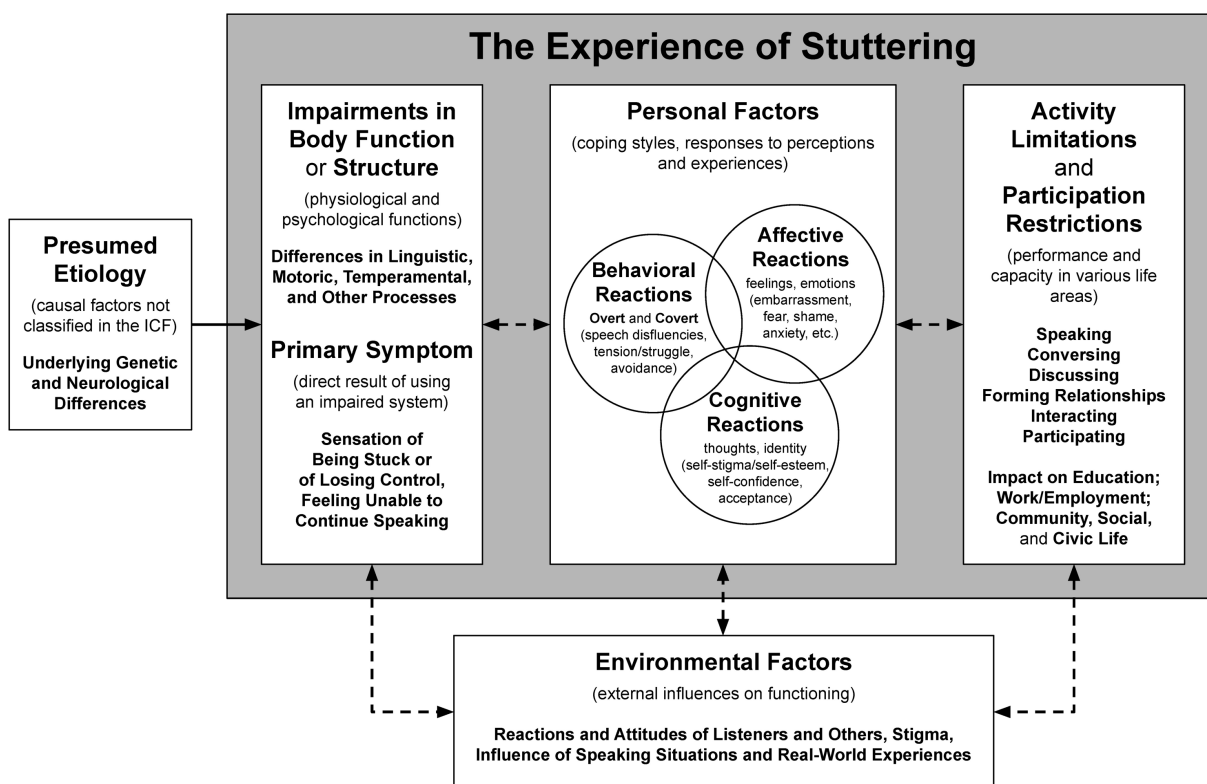 The Experience of Stuttering
Presumed
Etiology
(causal factors not
classified in the ICF)
Underlying Genetic
and Neurological
Differences
Impairments in
Body Function
or Structure
(physiological and
psychological functions)
Differences in Linguistic,
Motoric, Temperamental,
and Other Processes
Primary Symptom
(direct result of using
an impaired system)
Sensation of
Being Stuck or
of Losing Control,
Feeling Unable to
Continue Speaking
Personal Factors
(coping styles, responses to perceptions
and experiences)
Behavioral
Reactions
Overt and Covert
(speech disfluencies,
tension/struggle,
avoidance)
Affective
Reactions
feelings, emotions
(embarrassment,
fear, shame,
anxiety, etc.)
Cognitive
Reactions
thoughts, identity
(self-stigma/self-esteem,
self-confidence,
acceptance)
Activity
Limitations
and
Participation
Restrictions
(performance and
capacity in various life
areas)
Speaking
Conversing
Discussing
Forming Relationships
Interacting
Participating
Impact on Education;
Work/Employment;
Community, Social,
and Civic Life
Environmental Factors
(external influences on functioning)
Reactions and Attitudes of Listeners and Others, Stigma,
Influence of Speaking Situations and Real-World Experiences